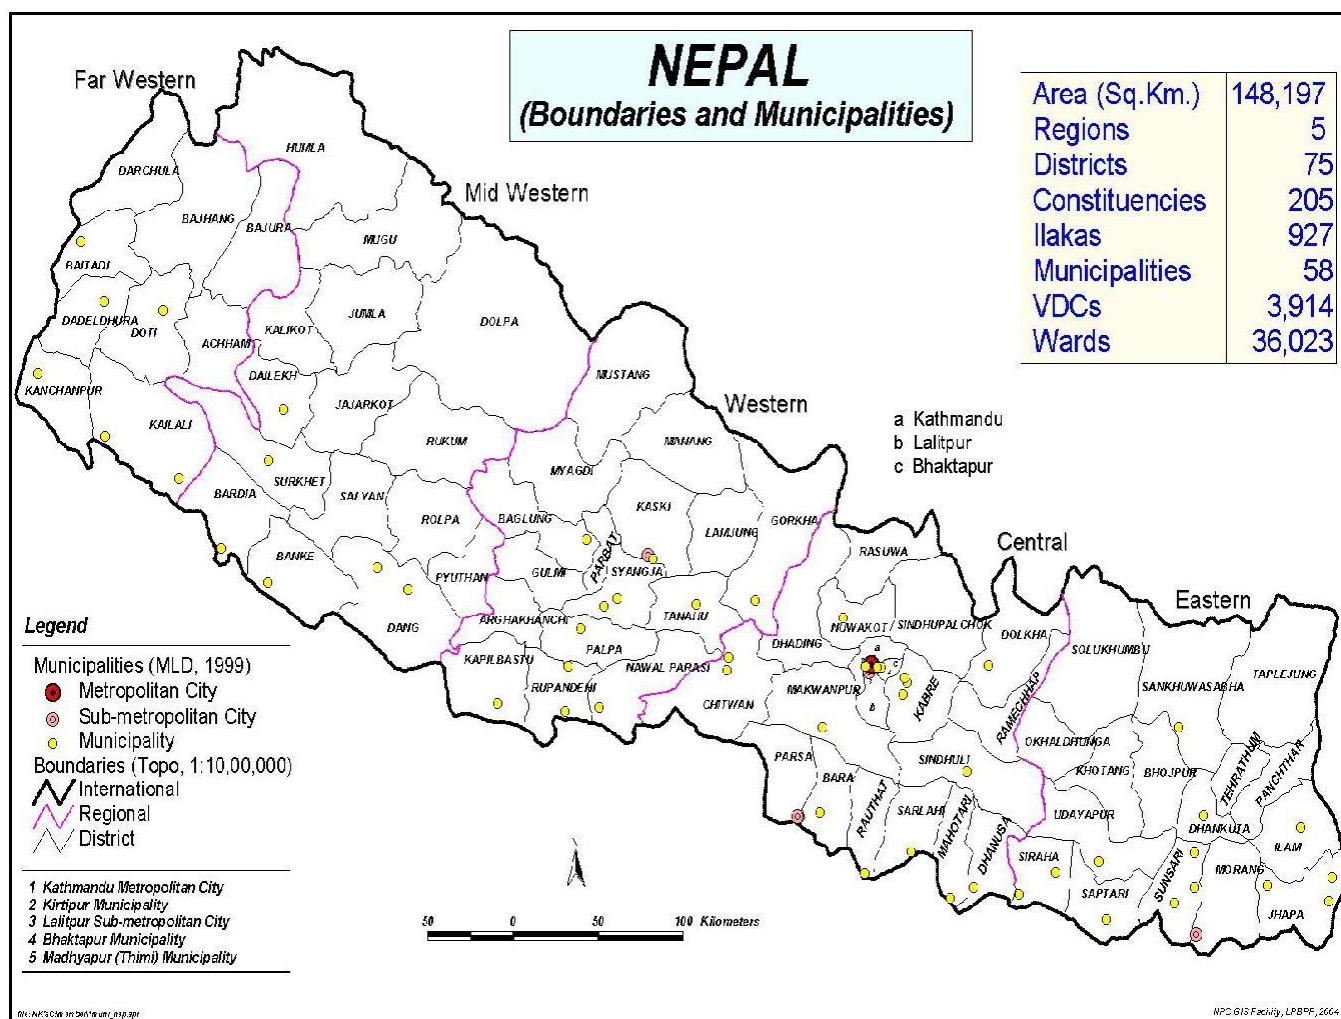 NEPAL
(Boundaries and Municipalities)
Area (Sq.Km.) 148,197
Regions 5
Districts 75
Constituencies 205
Ilakas 927
Municipalities 58
VDCs 3,914
Wards 36,023
Far Western
Mid Western
Western
Central
Eastern
a Kathmandu
b Lalitpur
c Bhaktapur
HUMLA
DARCHULA
BAJHANG
BAJURA
MUGU
BAITADI
DADELDHURA
DOTI
ACHHAM
KALIKOT
JUMLA
DOLPA
KANCHANPUR
DAILEKH
MUSTANG
KAILALI
JAJARKOT
RUKUM
MANANG
MYAGDI
BARDIA
SURKHET
SALYAN
ROLPA
BAGLUNG
KASKI
LAMJUNG
GORKHA
BANKE
PYUTHAN
GULMI
PARBAT
SYANGJA
RASUWA
DANG
ARGHAKHANCHI
TANAHU
NUWAKOT
SINDHUPALCHOK
DOLKHA
KAPILBASTU
PALPA
NAWAL PARASI
DHADING
a
c
b
SOLUKHUMBU
RUPANDEHI
CHITWAN
MAKWANPUR
KABRE
RAMECHHAP
SANKHUWASABHA
TAPLEJUNG
PARSA
BARA
SINDHULI
OKHALDHUNGA
KHOTANG
BHOJPUR
TEHRATHUM
PANCHTHAR
RAUTHAT
SARLAHI
MAHOTARI
DHANUSA
UDAYAPUR
DHANKUTA
ILAM
SIRAHA
SAPTARI
SUNSARI
MORANG
JHAPA
Legend
Municipalities (MLD, 1999)
Metropolitan City
Sub-metropolitan City
Municipality
Boundaries (Topo, 1:10,00,000)
International
Regional
District
1 Kathmandu Metropolitan City
2 Kirtipur Municipality
3 Lalitpur Sub-metropolitan City
4 Bhaktapur Municipality
5 Madhyapur (Thimi) Municipality
50 0 50 100 Kilometers
NPC GIS Facility, LPBPF, 2004